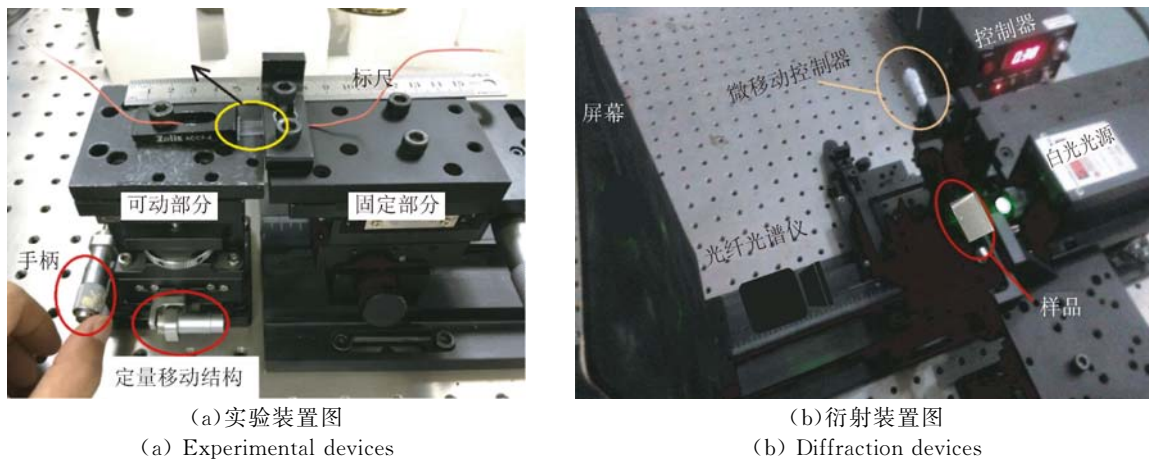 标尺
可动部分
固定部分
手柄
定量移动结构
(a)实验装置图
(a) Experimental devices
控制器
微移动控制器
屏幕
白光光源
光纤光谱仪
样品
(b)衍射装置图
(b) Diffraction devices